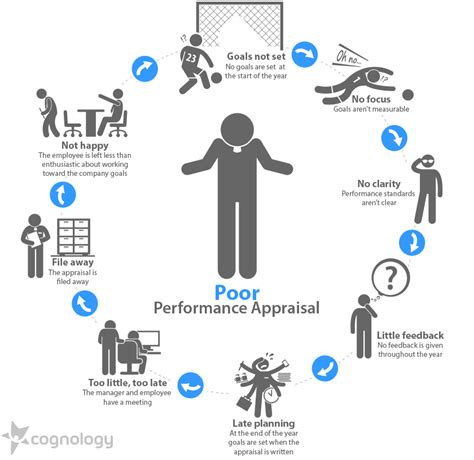 23
Goals not set
No goals are set at
the start of the year
Oh no...
No focus
Goals aren't measurable
No clarity
Performance standards
aren't clear
?
Little feedback
No feedback is given
throughout the year
Late planning
At the end of the year
goals are set when the
appraisal is written
Too little, too late
The manager and employee
have a meeting
File away
The appraisal is
filed away
Not happy
The employee is left less than
enthusiastic about working
toward the company goals
Poor
Performance Appraisal
cognology